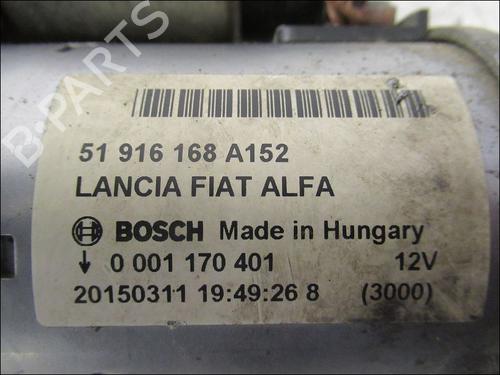 51 916 168 A152
LANCIA FIAT ALFA
BOSCH Made in Hungary
0 001 170 401 12V
20150311 19:49:26 8 (3000)
B-PARTS